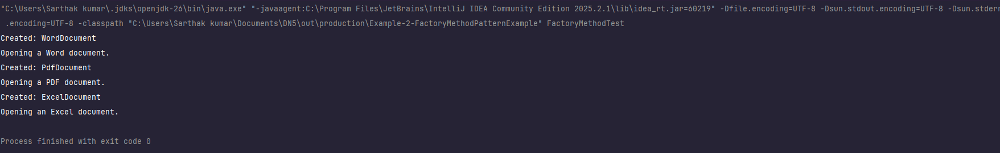 "C:\Users\Sarthak kumar\.jdks\openjdk-26\bin\java.exe" "-javaagent:C:\Program Files\JetBrains\IntelliJ IDEA Community Edition 2025.2.1\lib\idea_rt.jar=60219" -Dfile.encoding=UTF-8 -Dsun.stdout.encoding=UTF-8 -Dsun.stderr
.encoding=UTF-8 -classpath "C:\Users\Sarthak kumar\Documents\DN5\out\production\Example-2-FactoryMethodPatternExample" FactoryMethodTest
Created: WordDocument
Opening a Word document.
Created: PdfDocument
Opening a PDF document.
Created: ExcelDocument
Opening an Excel document.
Process finished with exit code 0